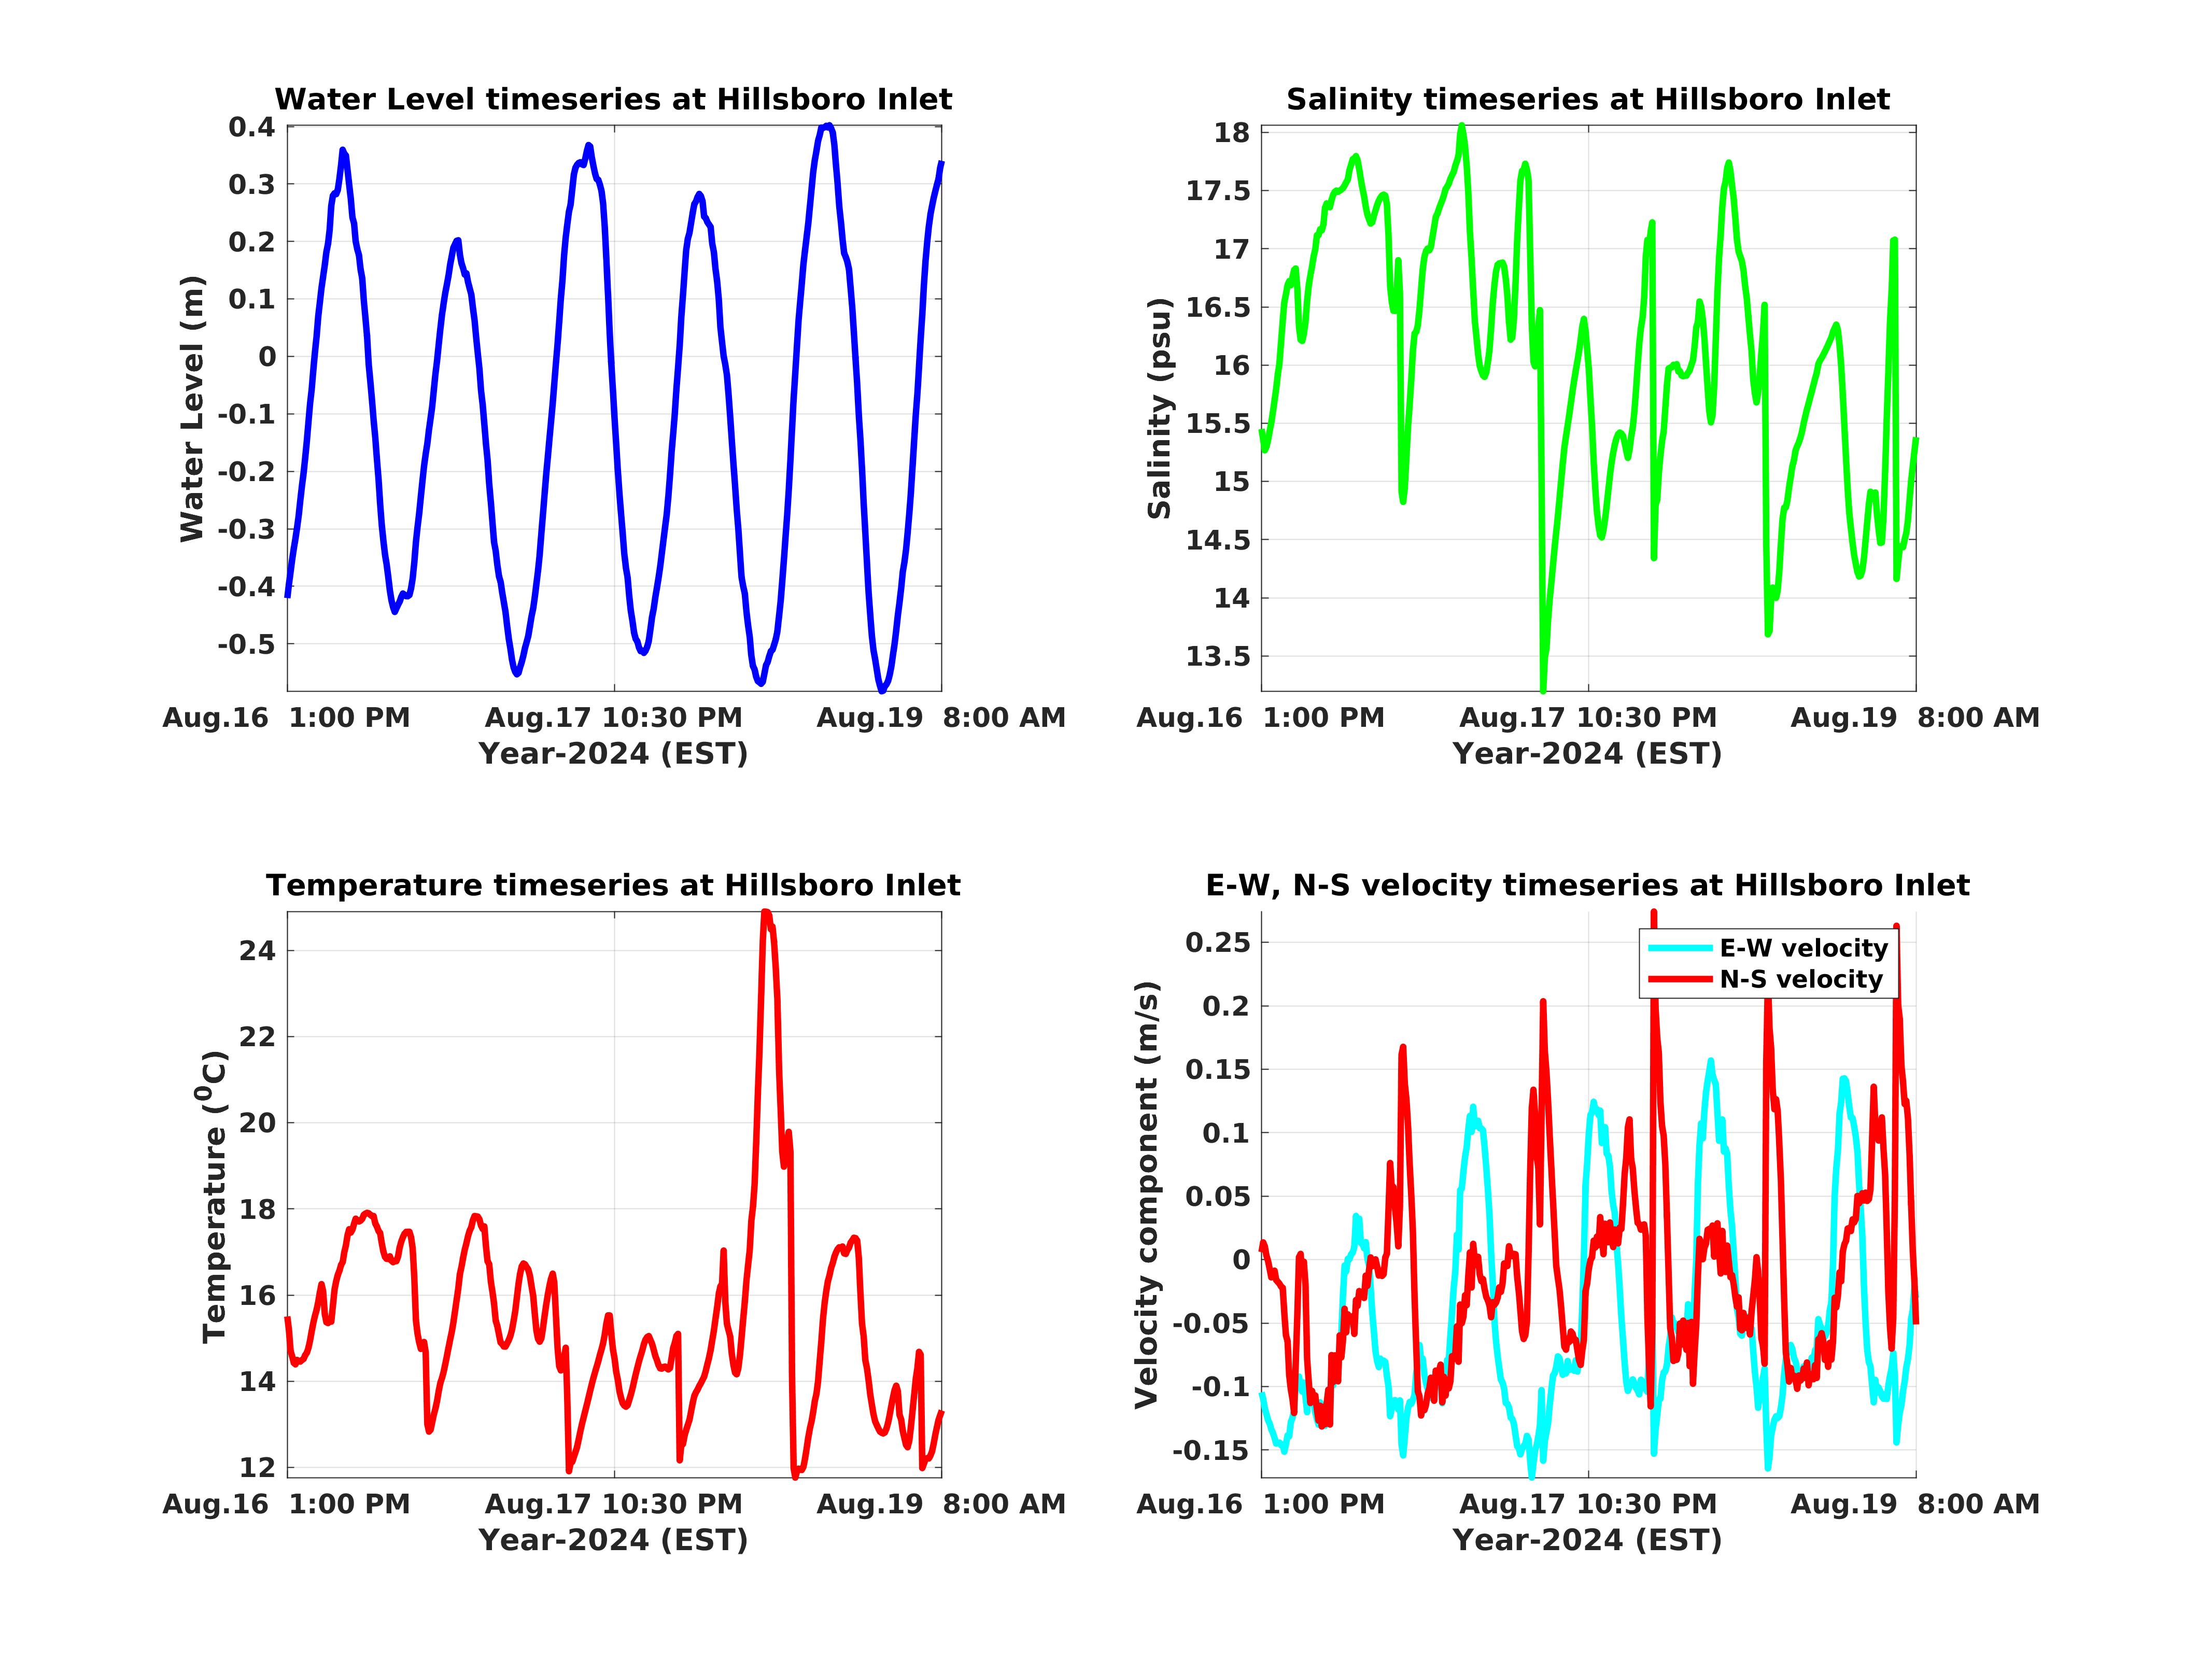 Water Level timeseries at Hillsboro Inlet
0.4
0.3
0.2
0.1
0
-0.1
-0.2
-0.3
-0.4
-0.5
Water Level (m)
Aug.16 1:00 PM Aug.17 10:30 PM Aug.19 8:00 AM
Year-2024 (EST)
Salinity timeseries at Hillsboro Inlet
18
17.5
17
16.5
16
15.5
15
14.5
14
13.5
Salinity (psu)
Aug.16 1:00 PM Aug.17 10:30 PM Aug.19 8:00 AM
Year-2024 (EST)
Temperature timeseries at Hillsboro Inlet
24
22
20
18
16
14
12
Temperature (⁰C)
Aug.16 1:00 PM Aug.17 10:30 PM Aug.19 8:00 AM
Year-2024 (EST)
E-W, N-S velocity timeseries at Hillsboro Inlet
E-W velocity
N-S velocity
0.25
0.2
0.15
0.1
0.05
0
-0.05
-0.1
-0.15
Velocity component (m/s)
Aug.16 1:00 PM Aug.17 10:30 PM Aug.19 8:00 AM
Year-2024 (EST)